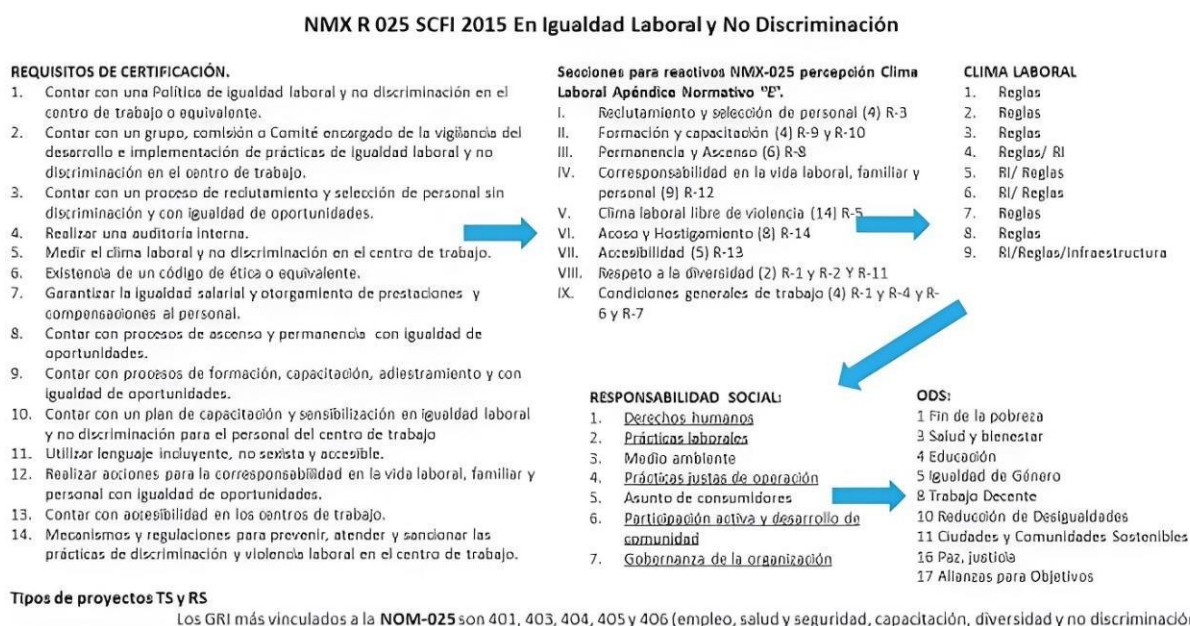 NMX R 025 SCFI 2015 En Igualdad Laboral y No Discriminación
REQUISITOS DE CERTIFICACIÓN.
1. Contar con una Política de igualdad laboral y no discriminación en el
centro de trabajo o equivalente.
2. Contar con un grupo, comisión o Comité encargado de la vigilancia del
desarrollo e implementación de prácticas de igualdad laboral y no
discriminación en el centro de trabajo.
3. Contar con un proceso de reclutamiento y selección de personal sin
discriminación y con igualdad de oportunidades.
4. Realizar una auditoría interna.
5. Medir el clima laboral y no discriminación en el centro de trabajo.
6. Existencia de un código de ética o equivalente.
7. Garantizar la igualdad salarial y otorgamiento de prestaciones y
compensaciones al personal.
8. Contar con procesos de ascenso y permanencia con igualdad de
oportunidades.
9. Contar con procesos de formación, capacitación, adiestramiento y con
igualdad de oportunidades.
10. Contar con un plan de capacitación y sensibilización en igualdad laboral
y no discriminación para el personal del centro de trabajo
11. Utilizar lenguaje incluyente, no sexista y accesible.
12. Realizar acciones para la corresponsabilidad en la vida laboral, familiar y
personal con igualdad de oportunidades.
13. Contar con accesibilidad en los centros de trabajo.
14. Mecanismos y regulaciones para prevenir, atender y sancionar las
prácticas de discriminación y violencia laboral en el centro de trabajo.
Secciones para reactivos NMX-025 percepción Clima
Laboral Apéndice Normativo "E".
I. Reclutamiento y selección de personal (4) R-3
II. Formación y capacitación (4) R-9 y R-10
III. Permanencia y Ascenso (6) R-8
IV. Corresponsabilidad en la vida laboral, familiar y
personal (9) R-12
V. Clima laboral libre de violencia (14) R-5
VI. Acoso y Hostigamiento (8) R-14
VII. Accesibilidad (5) R-13
VIII. Respeto a la diversidad (2) R-1 y R-2 Y R-11
IX. Condiciones generales de trabajo (4) R-1 y R-4 y R-
6 y R-7
CLIMA LABORAL
1. Reglas
2. Reglas
3. Reglas
4. Reglas/ RI
5. RI/ Reglas
6. RI/ Reglas
7. Reglas
8. Reglas
9. RI/Reglas/Infraestructura
RESPONSABILIDAD SOCIAL:
1. Derechos humanos
2. Prácticas laborales
3. Medio ambiente
4. Prácticas justas de operación
5. Asunto de consumidores
6. Participación activa y desarrollo de
comunidad
7. Gobernanza de la organización
ODS:
1 Fin de la pobreza
3 Salud y bienestar
4 Educación
5 Igualdad de Género
8 Trabajo Decente
10 Reducción de Desigualdades
11 Ciudades y Comunidades Sostenibles
16 Paz, justicia
17 Alianzas para Objetivos
Tipos de proyectos TS y RS
Los GRI más vinculados a la NOM-025 son 401, 403, 404, 405 y 406 (empleo, salud y seguridad, capacitación, diversidad y no discriminación